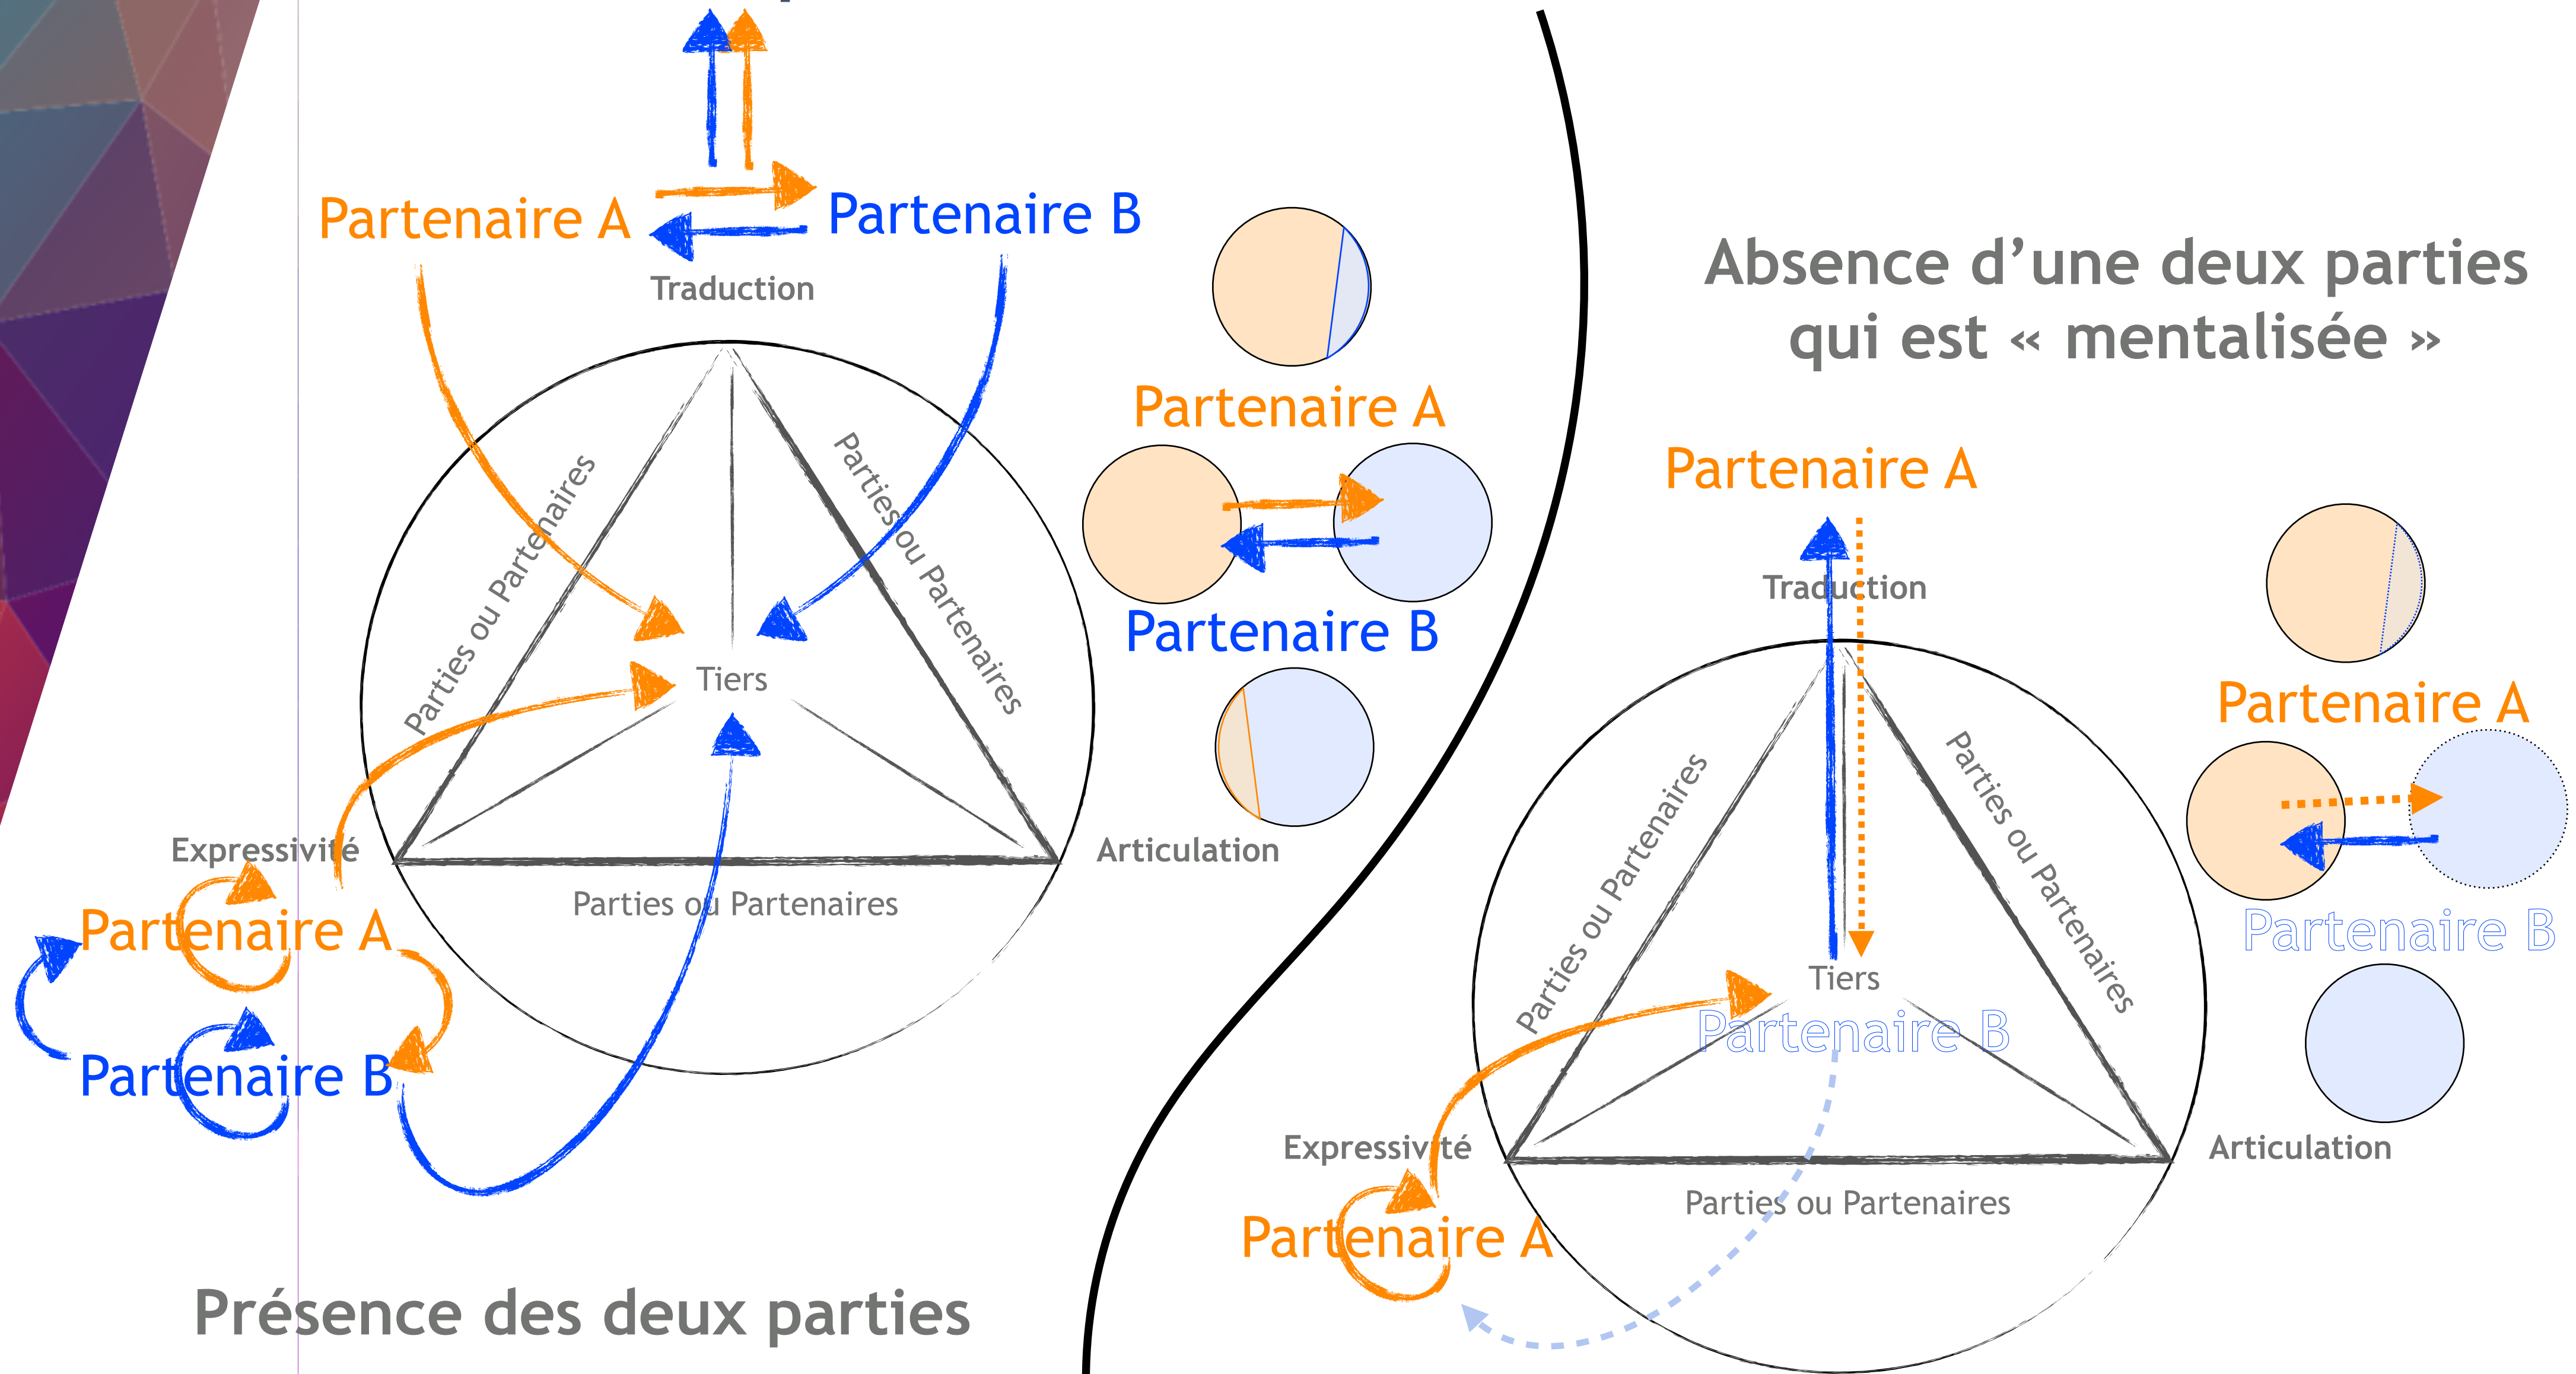 Partenaire A
Partenaire B
Traduction
Parties ou Partenaires
Parties ou Partenaires
Tiers
Expressivité
Articulation
Parties ou Partenaires
Partenaire A
Partenaire B
Partenaire A
Partenaire B
Présence des deux parties
Absence d’une deux parties
qui est « mentalisée »
Partenaire A
Traduction
Parties ou Partenaires
Parties ou Partenaires
Tiers
Partenaire B
Expressivité
Articulation
Parties ou Partenaires
Partenaire A
Partenaire A
Partenaire B